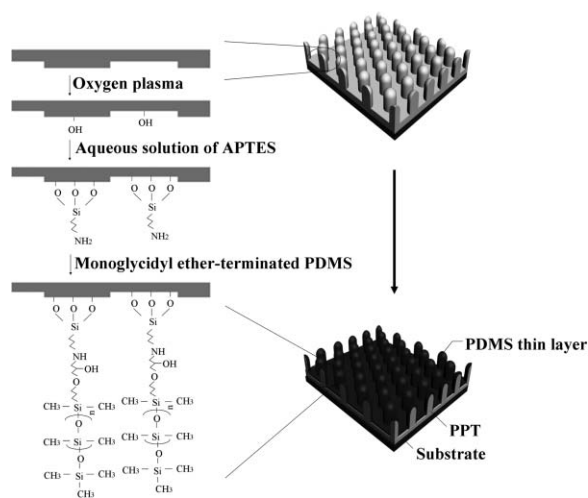 Oxygen plasma
OH OH
Aqueous solution of APTES
O O O O O O
Si Si
NH2 NH2
Monoglycidyl ether-terminated PDMS
O O O O O O
Si Si
NH NH
OH OH
O O
CH3 Si CH3 CH3 Si CH3
n n
O O
CH3 Si CH3 CH3 Si CH3
O O
CH3 Si CH3 CH3 Si CH3
CH3 CH3
PDMS thin layer
PPT
Substrate